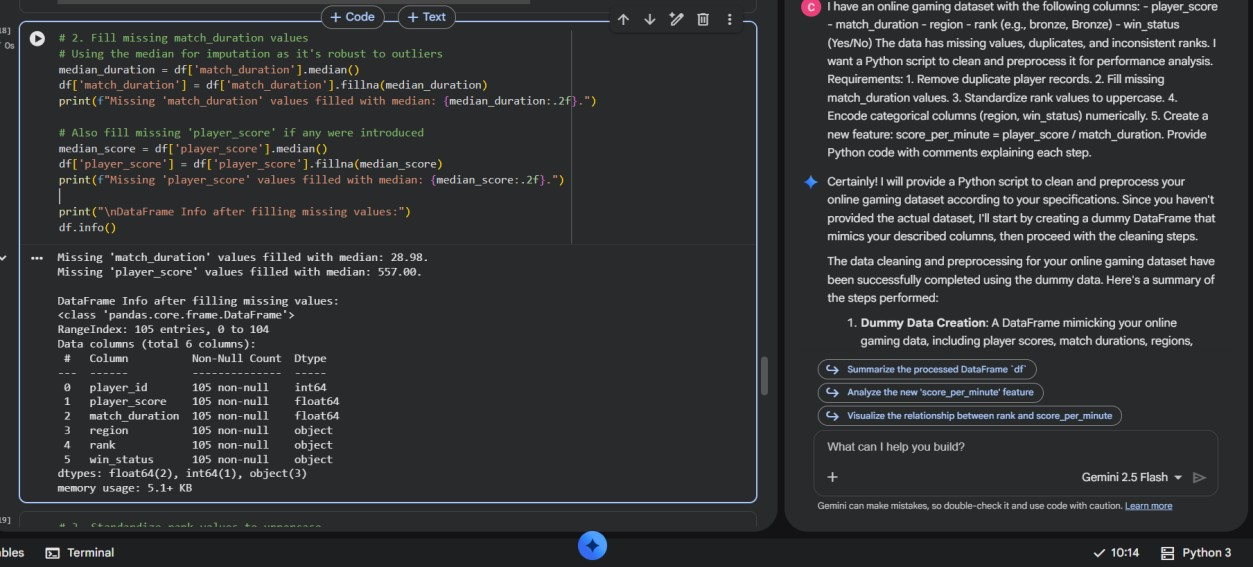 + Code
+ Text
18]
0s
# 2. Fill missing match_duration values
# Using the median for imputation as it's robust to outliers
median_duration = df['match_duration'].median()
df['match_duration'] = df['match_duration'].fillna(median_duration)
print(f"Missing 'match_duration' values filled with median: {median_duration:.2f}.")
# Also fill missing 'player_score' if any were introduced
median_score = df['player_score'].median()
df['player_score'] = df['player_score'].fillna(median_score)
print(f"Missing 'player_score' values filled with median: {median_score:.2f}.")
print("\nDataFrame Info after filling missing values:")
df.info()
Missing 'match_duration' values filled with median: 28.98.
Missing 'player_score' values filled with median: 557.00.
DataFrame Info after filling missing values:
<class 'pandas.core.frame.DataFrame'>
RangeIndex: 105 entries, 0 to 104
Data columns (total 6 columns):
#   Column          Non-Null Count  Dtype
---  ------          --------------  -----
0   player_id       105 non-null    int64
1   player_score    105 non-null    float64
2   match_duration  105 non-null    float64
3   region          105 non-null    object
4   rank            105 non-null    object
5   win_status      105 non-null    object
dtypes: float64(2), int64(1), object(3)
memory usage: 5.1+ KB
19]
# 3. Standardize rank values to uppercase
C
I have an online gaming dataset with the following columns: - player_score
- match_duration - region - rank (e.g., bronze, Bronze) - win_status
(Yes/No) The data has missing values, duplicates, and inconsistent ranks. I
want a Python script to clean and preprocess it for performance analysis.
Requirements: 1. Remove duplicate player records. 2. Fill missing
match_duration values. 3. Standardize rank values to uppercase. 4.
Encode categorical columns (region, win_status) numerically. 5. Create a
new feature: score_per_minute = player_score / match_duration. Provide
Python code with comments explaining each step.
Certainly! I will provide a Python script to clean and preprocess your
online gaming dataset according to your specifications. Since you haven't
provided the actual dataset, I'll start by creating a dummy DataFrame that
mimics your described columns, then proceed with the cleaning steps.
The data cleaning and preprocessing for your online gaming dataset have
been successfully completed using the dummy data. Here's a summary of
the steps performed:
1. Dummy Data Creation: A DataFrame mimicking your online
gaming data, including player scores, match durations, regions,
Summarize the processed DataFrame `df`
Analyze the new 'score_per_minute' feature
Visualize the relationship between rank and score_per_minute
What can I help you build?
+
Gemini 2.5 Flash
Gemini can make mistakes, so double-check it and use code with caution. Learn more
bles
Terminal
10:14
Python 3